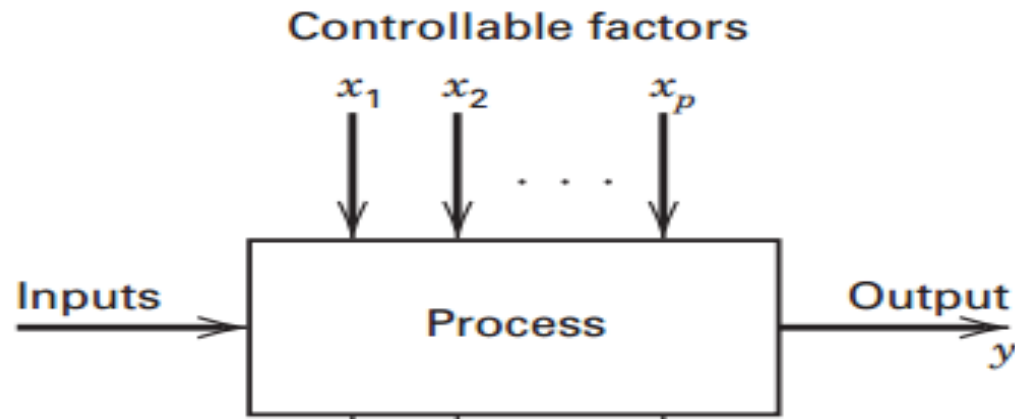 Controllable factors
x₁ x₂ xₚ
. . .
Inputs
Process
Output
y